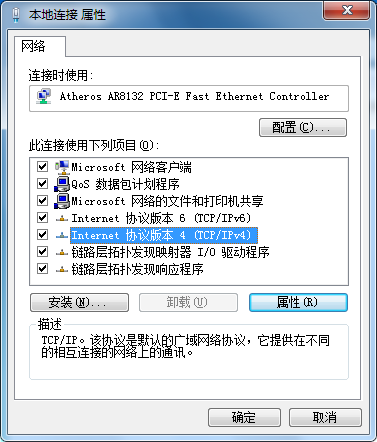 本地连接 属性
网络
连接时使用:
Atheros AR8132 PCI-E Fast Ethernet Controller
配置(C)...
此连接使用下列项目(O):
Microsoft 网络客户端
QoS 数据包计划程序
Microsoft 网络的文件和打印机共享
Internet 协议版本 6 (TCP/IPv6)
Internet 协议版本 4 (TCP/IPv4)
链路层拓扑发现映射器 I/O 驱动程序
链路层拓扑发现响应程序
安装(N)... 卸载(U) 属性(R)
描述
TCP/IP。该协议是默认的广域网络协议，它提供在不同
的相互连接的网络上的通讯。
确定 取消